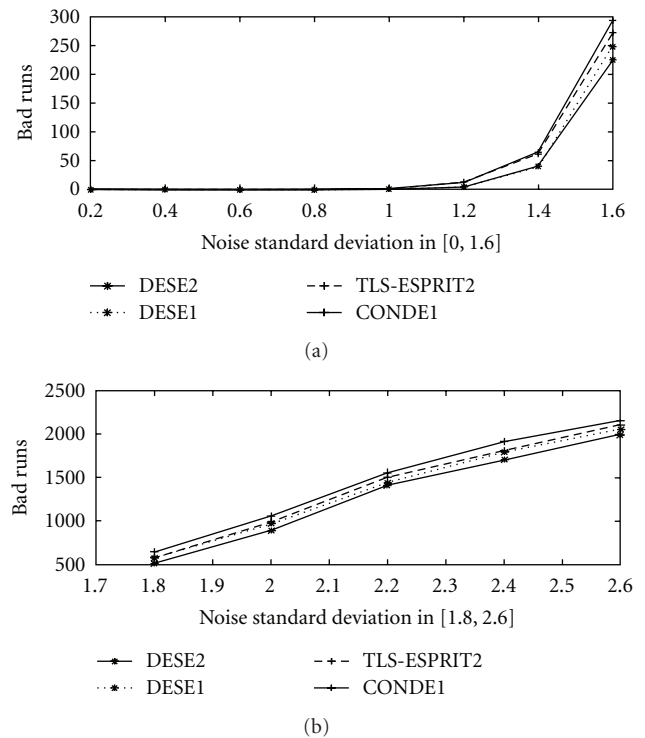 300
250
200
150
100
50
0
Bad runs
0.2 0.4 0.6 0.8 1 1.2 1.4 1.6
Noise standard deviation in [0, 1.6]
DESE2 TLS-ESPRIT2
DESE1 CONDE1
(a)
2500
2000
1500
1000
500
Bad runs
1.7 1.8 1.9 2 2.1 2.2 2.3 2.4 2.5 2.6
Noise standard deviation in [1.8, 2.6]
DESE2 TLS-ESPRIT2
DESE1 CONDE1
(b)